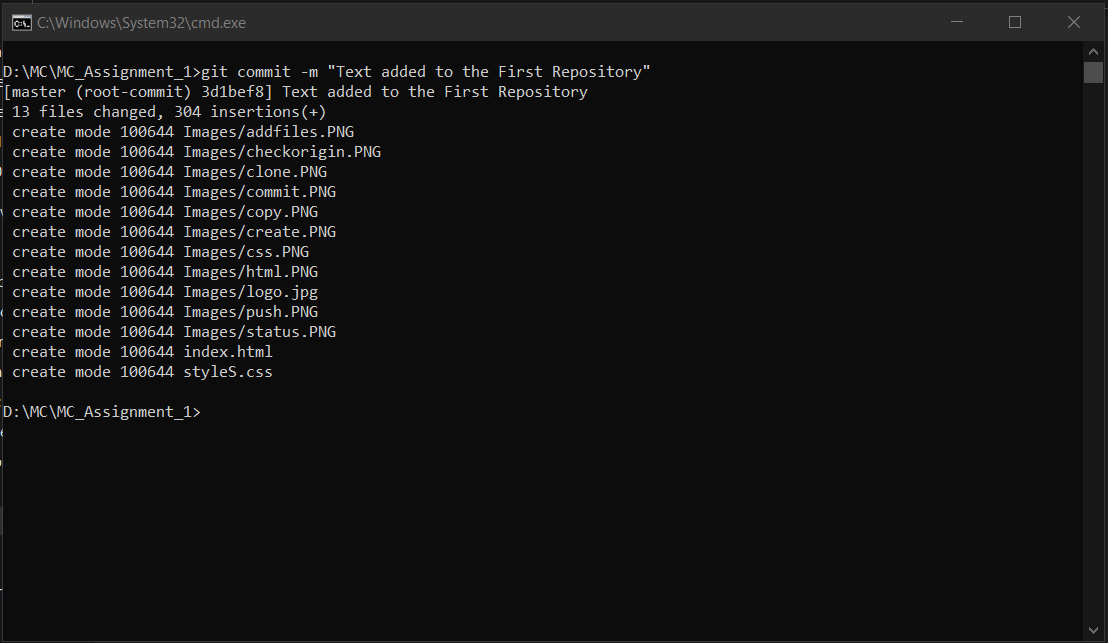 C:\Windows\System32\cmd.exe
D:\MC\MC_Assignment_1>git commit -m "Text added to the First Repository"
[master (root-commit) 3d1bef8] Text added to the First Repository
 13 files changed, 304 insertions(+)
 create mode 100644 Images/addfiles.PNG
 create mode 100644 Images/checkorigin.PNG
 create mode 100644 Images/clone.PNG
 create mode 100644 Images/commit.PNG
 create mode 100644 Images/copy.PNG
 create mode 100644 Images/create.PNG
 create mode 100644 Images/css.PNG
 create mode 100644 Images/html.PNG
 create mode 100644 Images/logo.jpg
 create mode 100644 Images/push.PNG
 create mode 100644 Images/status.PNG
 create mode 100644 index.html
 create mode 100644 styleS.css
D:\MC\MC_Assignment_1>